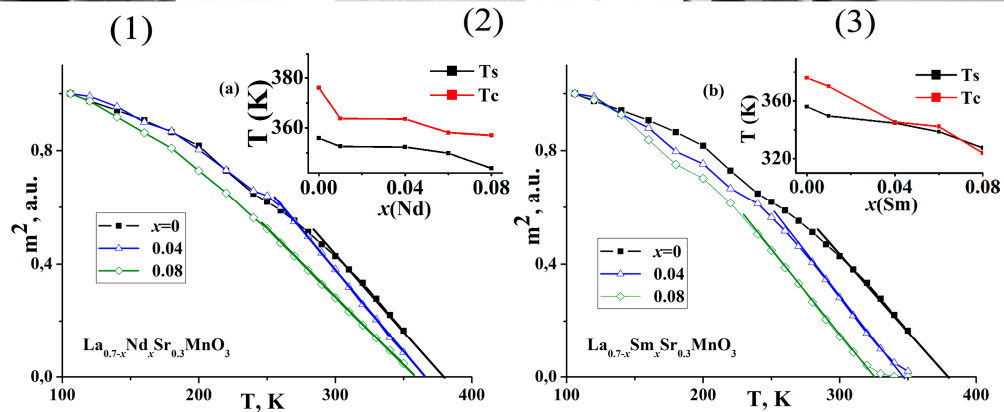 (1)
(2)
(3)
m², a.u.
0,8
0,4
0,0
100
200
300
400
T, K
x=0
0.04
0.08
La₀.₇₋ₓNdₓSr₀.₃MnO₃
(a)
T (K)
380
360
0.00
0.04
0.08
x(Nd)
Ts
Tc
m², a.u.
0,8
0,4
0,0
100
200
300
400
T, K
x=0
0.04
0.08
La₀.₇₋ₓSmₓSr₀.₃MnO₃
(b)
T (K)
360
320
0.00
0.04
0.08
x(Sm)
Ts
Tc